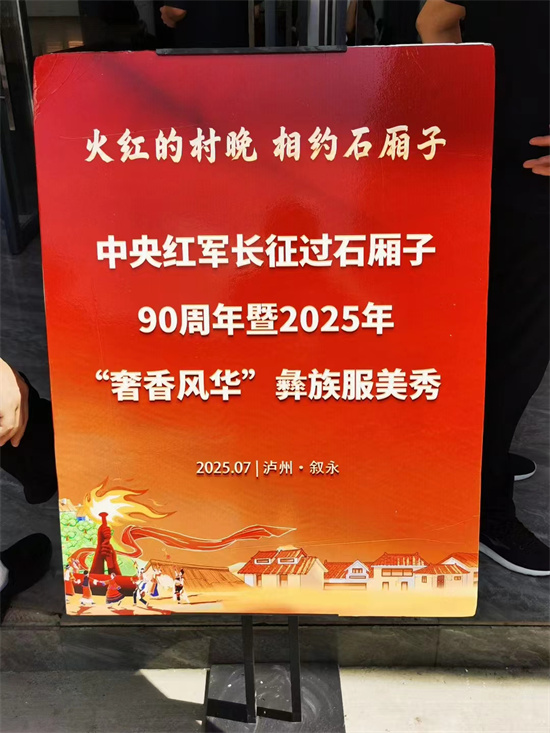 火红的村晚 相约石厢子
中央红军长征过石厢子
90周年暨2025年
“奢香风华”彝族服美秀
2025.07 | 泸州·叙永